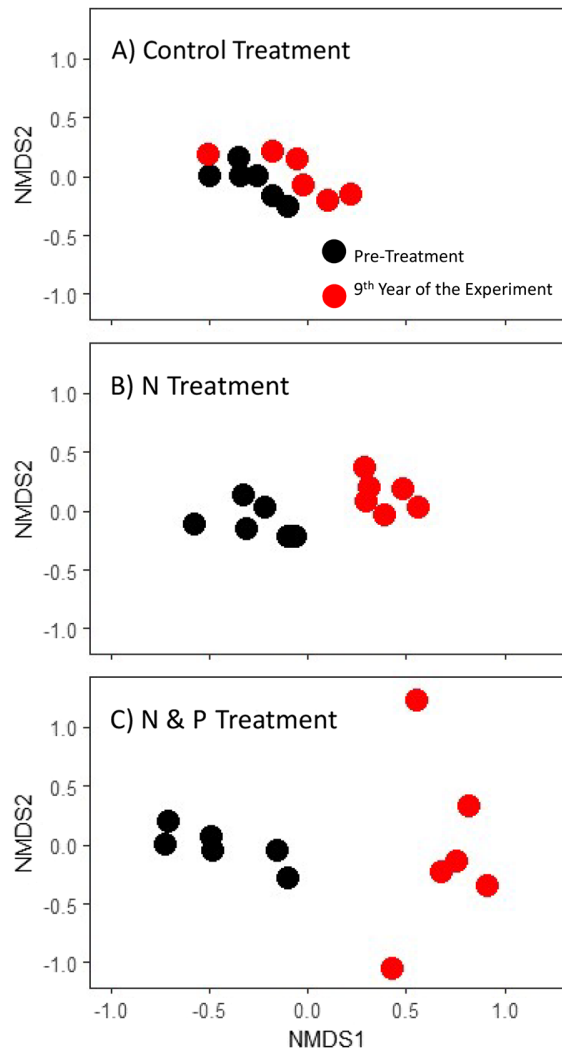 A) Control Treatment
1.0
0.5
0.0
-0.5
-1.0
NMDS2
Pre-Treatment
9th Year of the Experiment
B) N Treatment
1.0
0.5
0.0
-0.5
-1.0
NMDS2
C) N & P Treatment
1.0
0.5
0.0
-0.5
-1.0
NMDS2
-1.0 -0.5 0.0 0.5 1.0
NMDS1